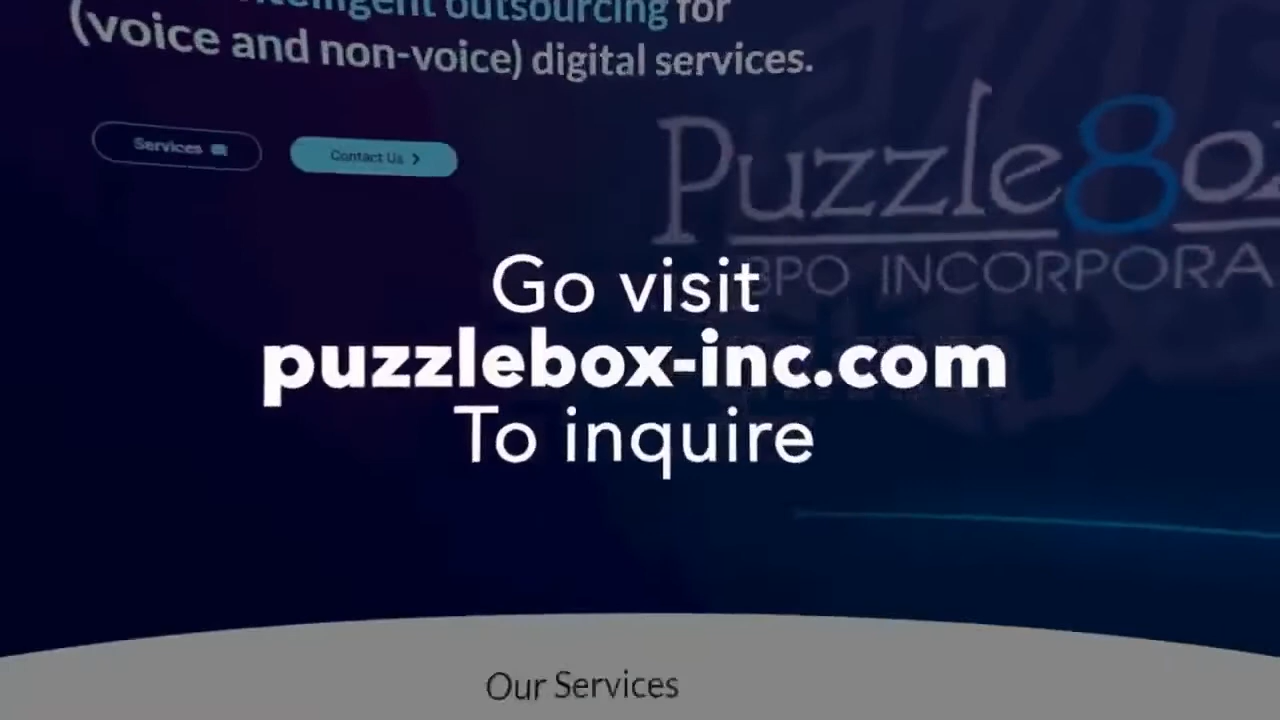 outsourcing for
(voice and non-voice) digital services.
Services
Contact Us
Puzzle8o
BPO INCORPORA
Go visit
puzzlebox-inc.com
To inquire
Our Services